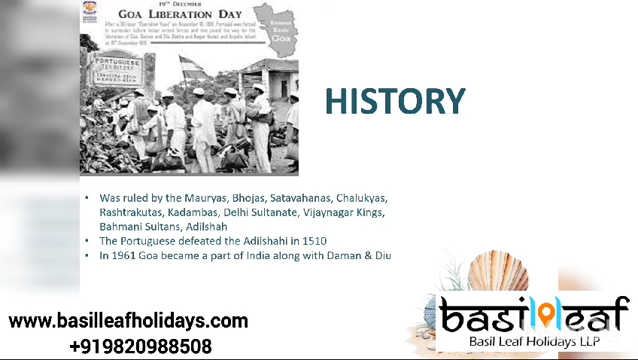 19TH DECEMBER
GOA LIBERATION DAY
Goa
PORTUGUESE
TERRITORY
HISTORY
• Was ruled by the Mauryas, Bhojas, Satavahanas, Chalukyas,
Rashtrakutas, Kadambas, Delhi Sultanate, Vijaynagar Kings,
Bahmani Sultans, Adilshah
• The Portuguese defeated the Adilshahi in 1510
• In 1961 Goa became a part of India along with Daman & Diu
www.basilleafholidays.com
+919820988508
basilleaf
Basil Leaf Holidays LLP